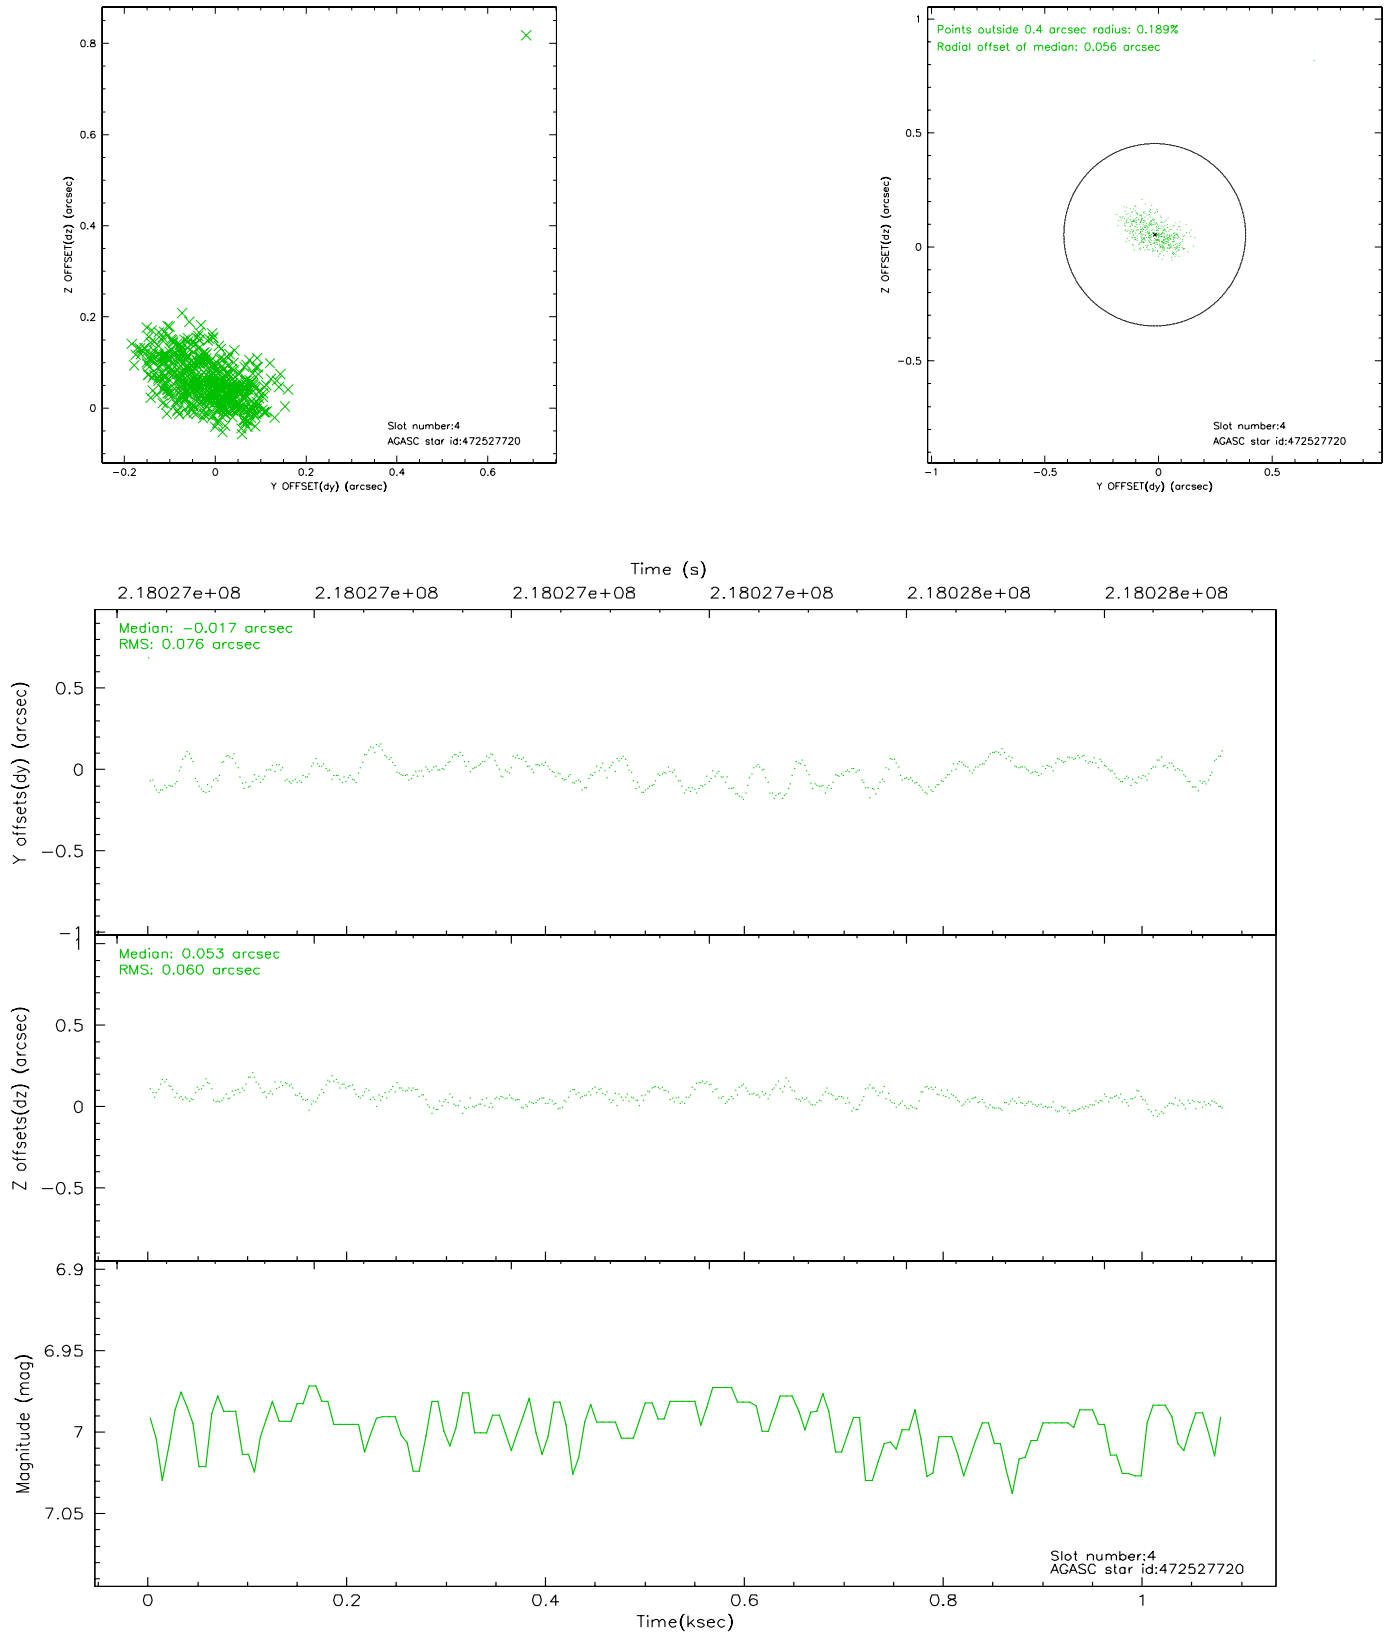 0.8
0.6
0.4
0.2
0
Z OFFSET(dz) (arcsec)
Slot number:4
AGASC star id:472527720
−0.2 0 0.2 0.4 0.6
Y OFFSET(dy) (arcsec)
Points outside 0.4 arcsec radius: 0.189%
Radial offset of median: 0.056 arcsec
1
0.5
0
−0.5
Z OFFSET(dz) (arcsec)
Slot number:4
AGASC star id:472527720
−1 −0.5 0 0.5
Y OFFSET(dy) (arcsec)
Time (s)
2.18027e+08 2.18027e+08 2.18027e+08 2.18027e+08 2.18028e+08 2.18028e+08
Median: −0.017 arcsec
RMS: 0.076 arcsec
0.5
0
−0.5
−1
Y offsets(dy) (arcsec)
Median: 0.053 arcsec
RMS: 0.060 arcsec
1
0.5
0
−0.5
Z offsets(dz) (arcsec)
6.9
6.95
7
7.05
Magnitude (mag)
Slot number:4
AGASC star id:472527720
0 0.2 0.4 0.6 0.8 1
Time(ksec)